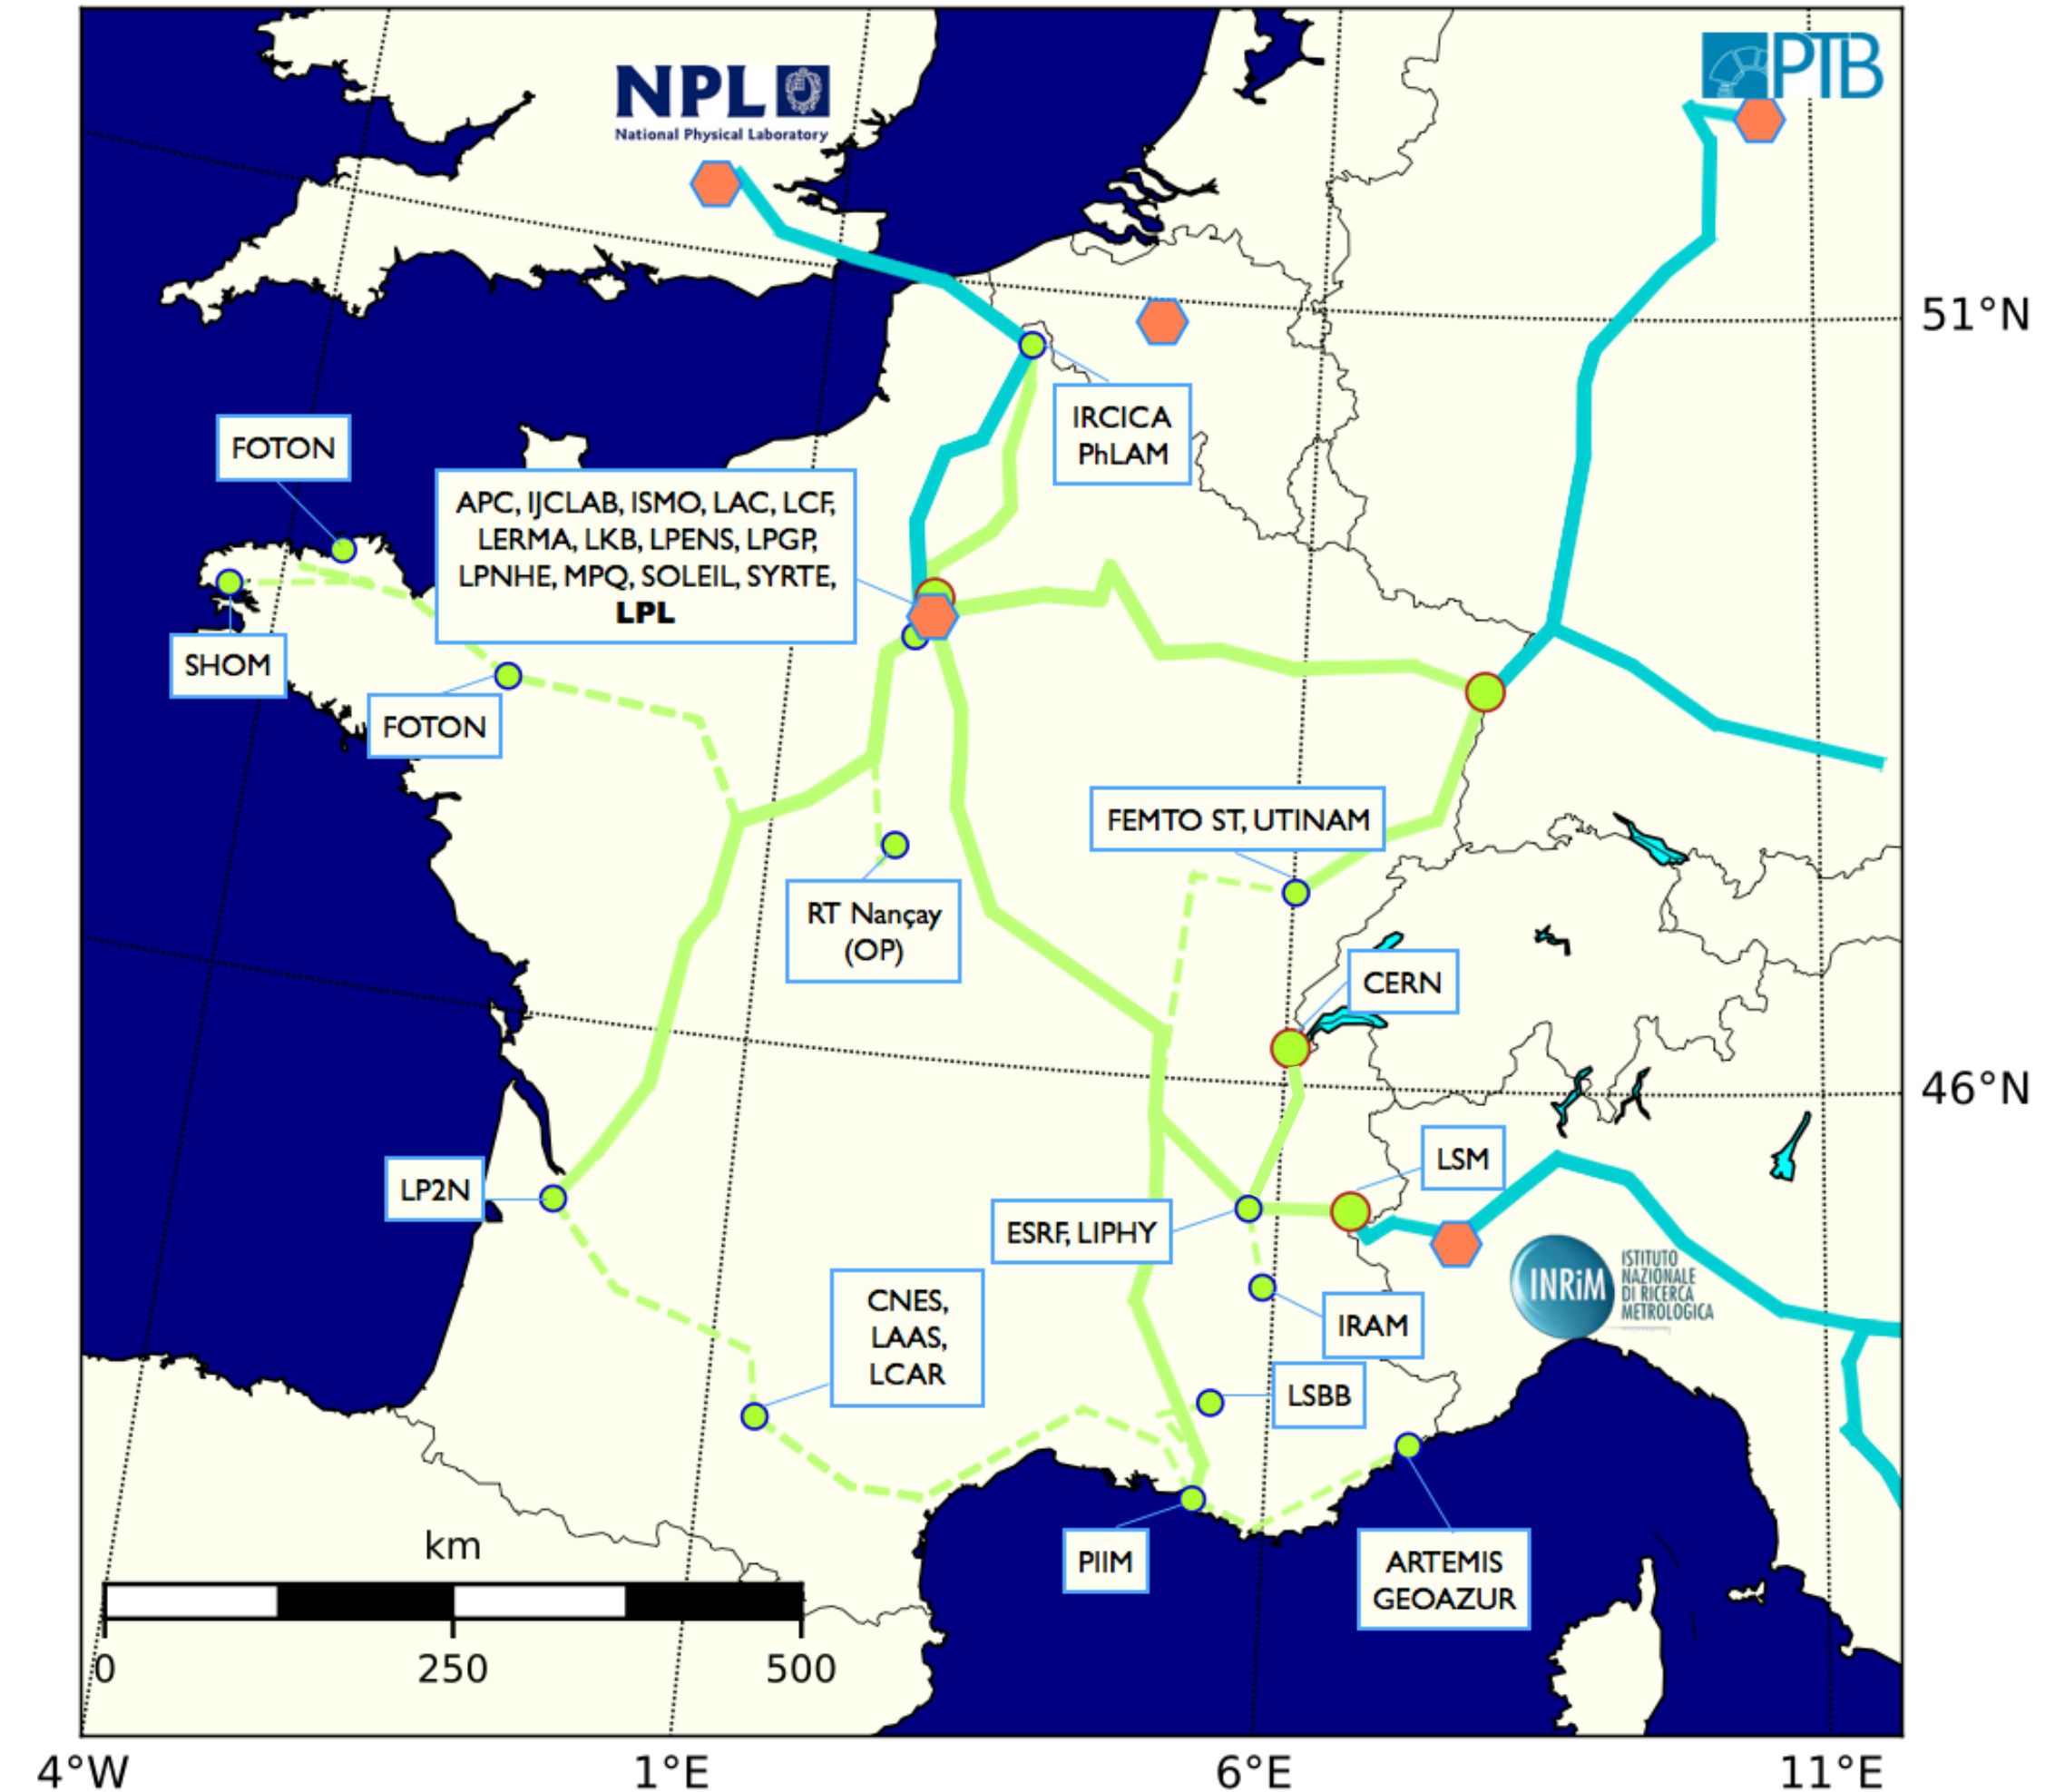 NPL
National Physical Laboratory
PTB
51°N
IRCICA
PhLAM
FOTON
APC, IJCLAB, ISMO, LAC, LCF,
LERMA, LKB, LPENS, LPGP,
LPNHE, MPQ, SOLEIL, SYRTE,
LPL
SHOM
FOTON
FEMTO ST, UTINAM
RT Nançay
(OP)
CERN
46°N
LSM
LP2N
ESRF, LIPHY
INRiM
ISTITUTO
NAZIONALE
DI RICERCA
METROLOGICA
CNES,
LAAS,
LCAR
IRAM
LSBB
km
PIIM
ARTEMIS
GEOAZUR
0 250 500
4°W 1°E 6°E 11°E